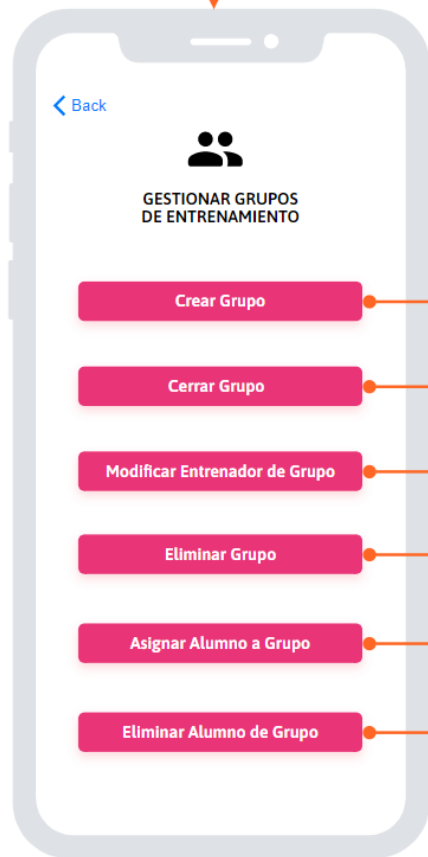 Back
GESTIONAR GRUPOS
DE ENTRENAMIENTO
Crear Grupo
Cerrar Grupo
Modificar Entrenador de Grupo
Eliminar Grupo
Asignar Alumno a Grupo
Eliminar Alumno de Grupo